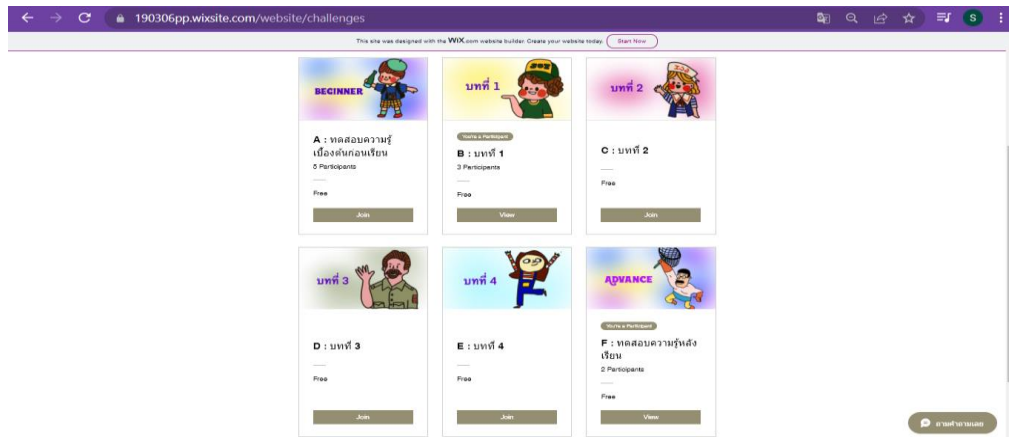 190306pp.wixsite.com/website/challenges
S
This site was designed with the WiX.com website builder. Create your website today. Start Now
BEGINNER
A : ทดสอบความรู้
เบื้องต้นก่อนเรียน
5 Participants
Free
Join
บทที่ 1
You're a Participant
B : บทที่ 1
3 Participants
Free
View
บทที่ 2
C : บทที่ 2
Free
Join
บทที่ 3
D : บทที่ 3
Free
Join
บทที่ 4
E : บทที่ 4
Free
Join
ADVANCE
You're a Participant
F : ทดสอบความรู้หลัง
เรียน
2 Participants
Free
View
ถามคำถามเลย